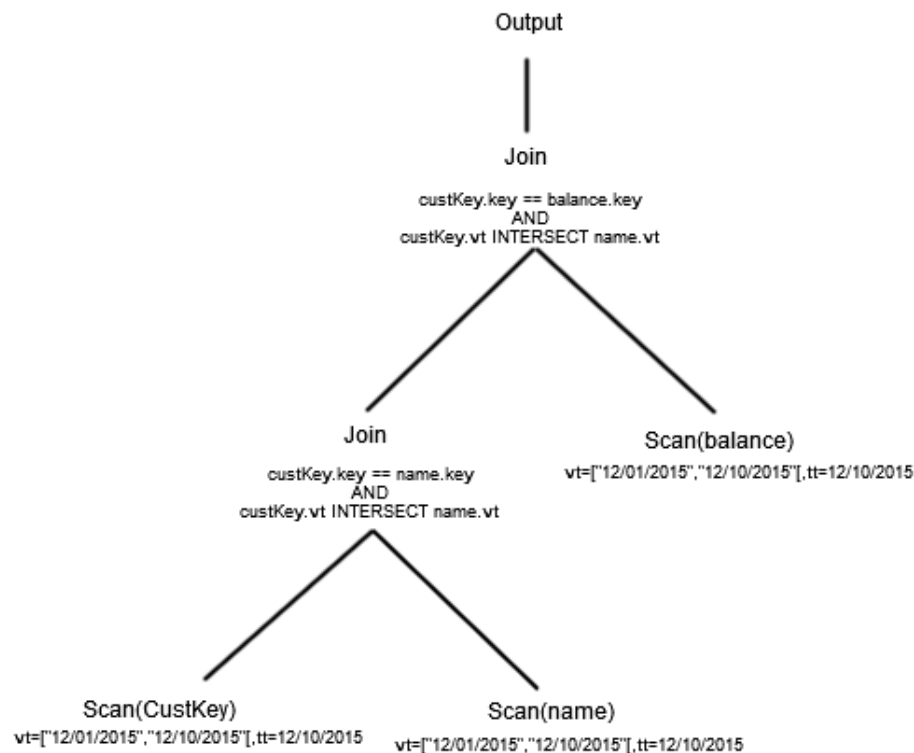 Output
Join
custKey.key == balance.key
AND
custKey.vt INTERSECT name.vt
Join
custKey.key == name.key
AND
custKey.vt INTERSECT name.vt
Scan(balance)
vt=["12/01/2015","12/10/2015"[,tt=12/10/2015
Scan(CustKey)
vt=["12/01/2015","12/10/2015"[,tt=12/10/2015
Scan(name)
vt=["12/01/2015","12/10/2015"[,tt=12/10/2015